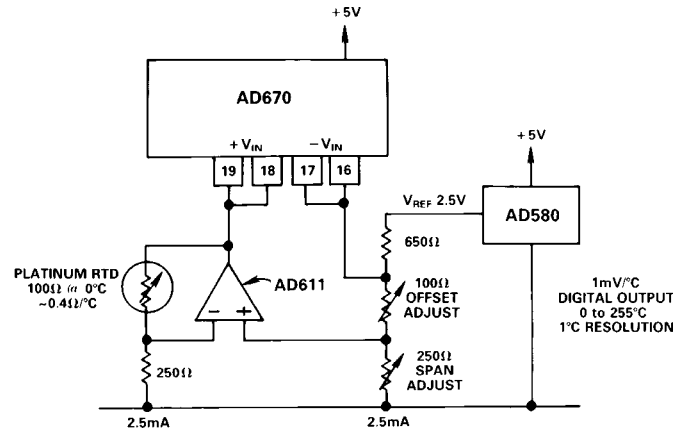 +5V
AD670
+VIN
−VIN
19
18
17
16
+5V
VREF 2.5V
AD580
650Ω
PLATINUM RTD
100Ω @ 0°C
~0.4Ω/°C
AD611
100Ω
OFFSET
ADJUST
1mV/°C
DIGITAL OUTPUT
0 to 255°C
1°C RESOLUTION
−
+
250Ω
250Ω
SPAN
ADJUST
2.5mA
2.5mA